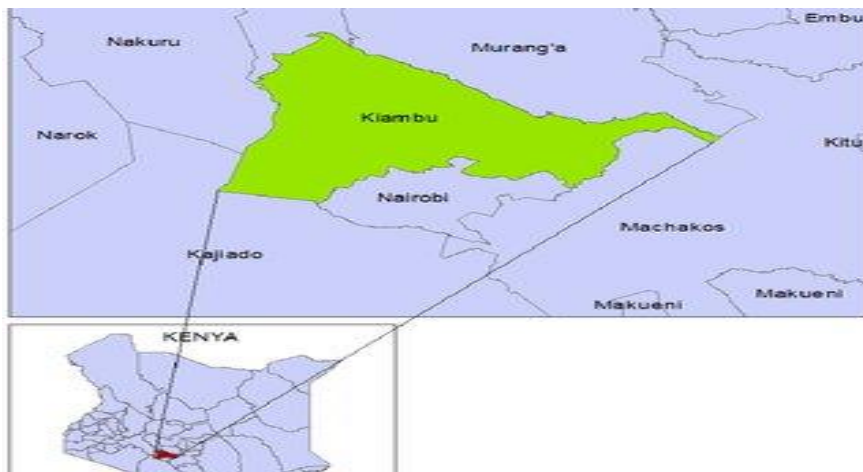 Embu
Nakuru
Murang'a
Kiambu
Narok
Kitu
Nairobi
Machakos
Kajiado
Makueni
Makueni
KENYA